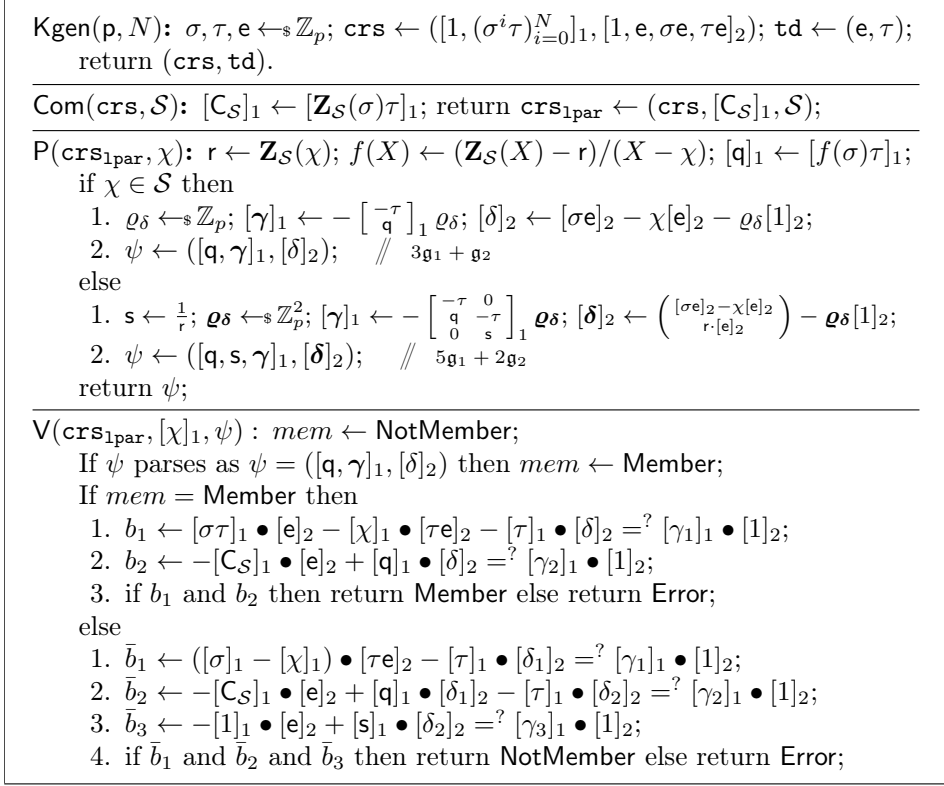 Kgen(p, N): σ, τ, e ←$ ℤ_p; crs ← ([1, (σ^i τ)_{i=0}^N]_1, [1, e, σe, τe]_2); td ← (e, τ);
return (crs, td).
Com(crs, 𝒮): [C_𝒮]_1 ← [𝐙_𝒮(σ)τ]_1; return crs_lpar ← (crs, [C_𝒮]_1, 𝒮);
P(crs_lpar, χ): r ← 𝐙_𝒮(χ); f(X) ← (𝐙_𝒮(X) − r)/(X − χ); [q]_1 ← [f(σ)τ]_1;
if χ ∈ 𝒮 then
1. ϱ_δ ←$ ℤ_p; [𝜸]_1 ← − [ −τ ; q ]_1 ϱ_δ; [δ]_2 ← [σe]_2 − χ[e]_2 − ϱ_δ[1]_2;
2. ψ ← ([q, 𝜸]_1, [δ]_2); // 3𝔤_1 + 𝔤_2
else
1. s ← 1/r; 𝝔_𝜹 ←$ ℤ_p^2; [𝜸]_1 ← − [ −τ 0 ; q −τ ; 0 s ]_1 𝝔_𝜹; [𝜹]_2 ← ( [σe]_2−χ[e]_2 ; r·[e]_2 ) − 𝝔_𝜹[1]_2;
2. ψ ← ([q, s, 𝜸]_1, [𝜹]_2); // 5𝔤_1 + 2𝔤_2
return ψ;
V(crs_lpar, [χ]_1, ψ) : mem ← NotMember;
If ψ parses as ψ = ([q, 𝜸]_1, [δ]_2) then mem ← Member;
If mem = Member then
1. b_1 ← [στ]_1 • [e]_2 − [χ]_1 • [τe]_2 − [τ]_1 • [δ]_2 =^? [γ_1]_1 • [1]_2;
2. b_2 ← −[C_𝒮]_1 • [e]_2 + [q]_1 • [δ]_2 =^? [γ_2]_1 • [1]_2;
3. if b_1 and b_2 then return Member else return Error;
else
1. b̄_1 ← ([σ]_1 − [χ]_1) • [τe]_2 − [τ]_1 • [δ_1]_2 =^? [γ_1]_1 • [1]_2;
2. b̄_2 ← −[C_𝒮]_1 • [e]_2 + [q]_1 • [δ_1]_2 − [τ]_1 • [δ_2]_2 =^? [γ_2]_1 • [1]_2;
3. b̄_3 ← −[1]_1 • [e]_2 + [s]_1 • [δ_2]_2 =^? [γ_3]_1 • [1]_2;
4. if b̄_1 and b̄_2 and b̄_3 then return NotMember else return Error;